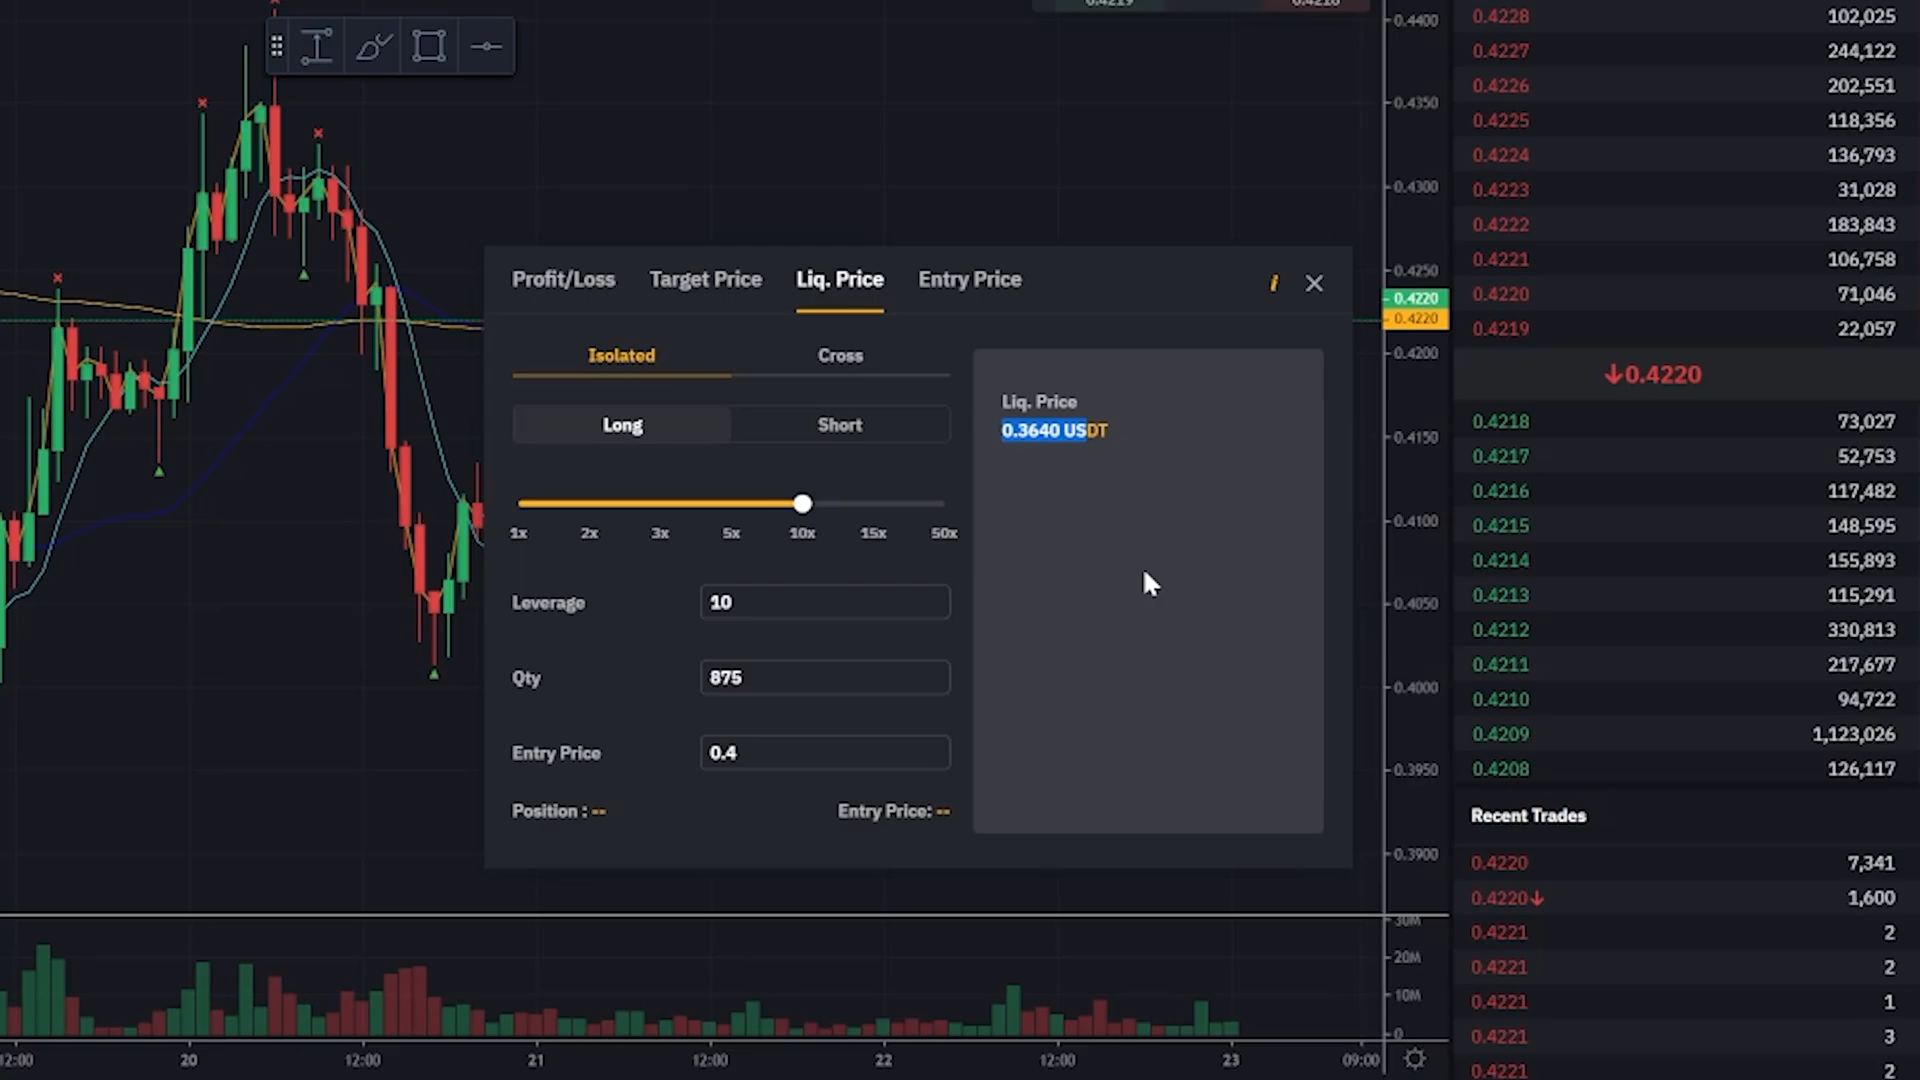 0.4219 0.4218
0.4400
0.4350
0.4300
0.4250
0.4220
0.4220
0.4200
0.4150
0.4100
0.4050
0.4000
0.3950
0.3900
Profit/Loss Target Price Liq. Price Entry Price i
Isolated Cross
Long Short
1x 2x 3x 5x 10x 15x 50x
Leverage 10
Qty 875
Entry Price 0.4
Position : -- Entry Price: --
Liq. Price
0.3640 USDT
30M
20M
10M
0
12:00 20 12:00 21 12:00 22 12:00 23 09:00
0.4228 102,025
0.4227 244,122
0.4226 202,551
0.4225 118,356
0.4224 136,793
0.4223 31,028
0.4222 183,843
0.4221 106,758
0.4220 71,046
0.4219 22,057
↓0.4220
0.4218 73,027
0.4217 52,753
0.4216 117,482
0.4215 148,595
0.4214 155,893
0.4213 115,291
0.4212 330,813
0.4211 217,677
0.4210 94,722
0.4209 1,123,026
0.4208 126,117
Recent Trades
0.4220 7,341
0.4220↓ 1,600
0.4221 2
0.4221 2
0.4221 1
0.4221 3
0.4221 2